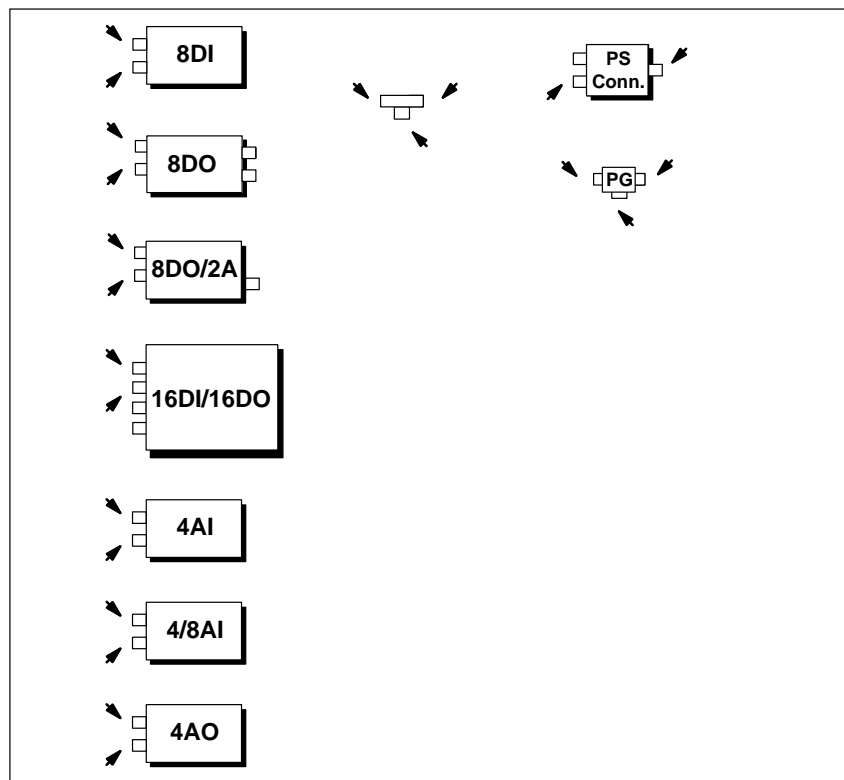 8DI
8DO
8DO/2A
16DI/16DO
4AI
4/8AI
4AO
PS
Conn.
PG